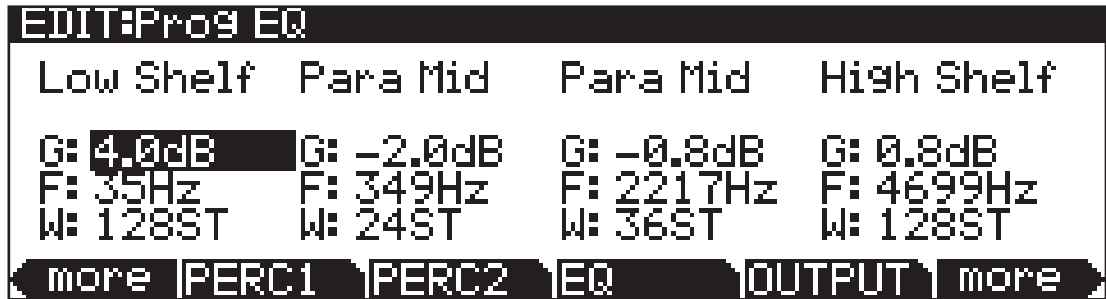 EDIT:Prog EQ
Low Shelf Para Mid Para Mid High Shelf
G: 4.0dB G: -2.0dB G: -0.8dB G: 0.8dB
F: 35Hz F: 349Hz F: 2217Hz F: 4699Hz
W: 128ST W: 24ST W: 36ST W: 128ST
more PERC1 PERC2 EQ OUTPUT more